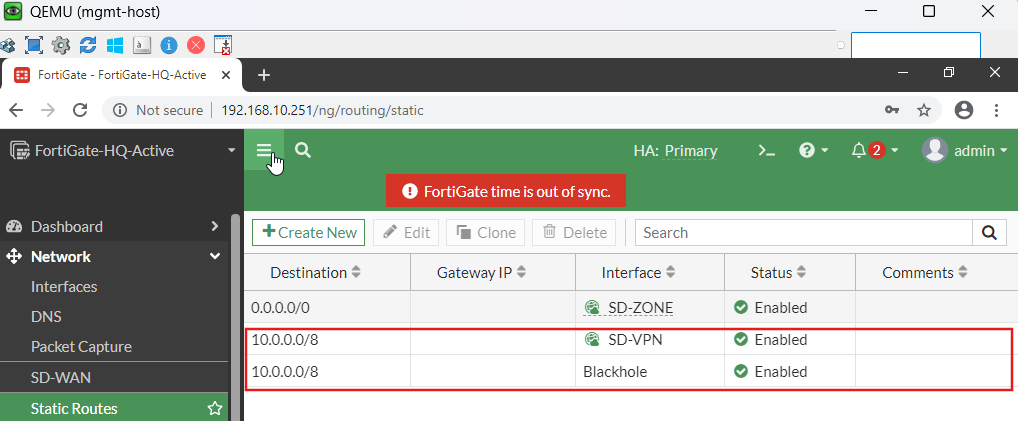 QEMU (mgmt-host)
FortiGate - FortiGate-HQ-Active
Not secure | 192.168.10.251/ng/routing/static
FortiGate-HQ-Active
HA: Primary
2
admin
FortiGate time is out of sync.
Dashboard
Network
Interfaces
DNS
Packet Capture
SD-WAN
Static Routes
Create New Edit Clone Delete Search
Destination Gateway IP Interface Status Comments
0.0.0.0/0 SD-ZONE Enabled
10.0.0.0/8 SD-VPN Enabled
10.0.0.0/8 Blackhole Enabled